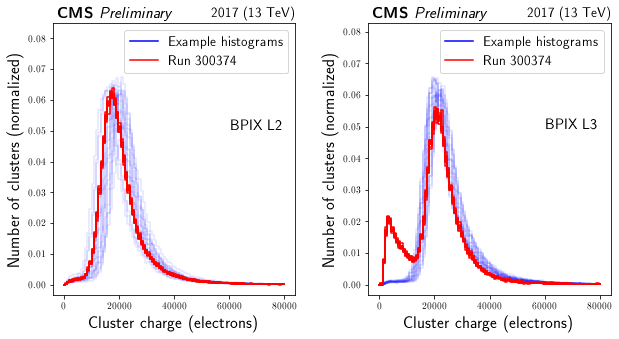 CMS Preliminary 2017 (13 TeV)
Example histograms
Run 300374
BPIX L2
Number of clusters (normalized)
0.08
0.07
0.06
0.05
0.04
0.03
0.02
0.01
0.00
0 20000 40000 60000 80000
Cluster charge (electrons)
CMS Preliminary 2017 (13 TeV)
Example histograms
Run 300374
BPIX L3
Number of clusters (normalized)
0.08
0.07
0.06
0.05
0.04
0.03
0.02
0.01
0.00
0 20000 40000 60000 80000
Cluster charge (electrons)